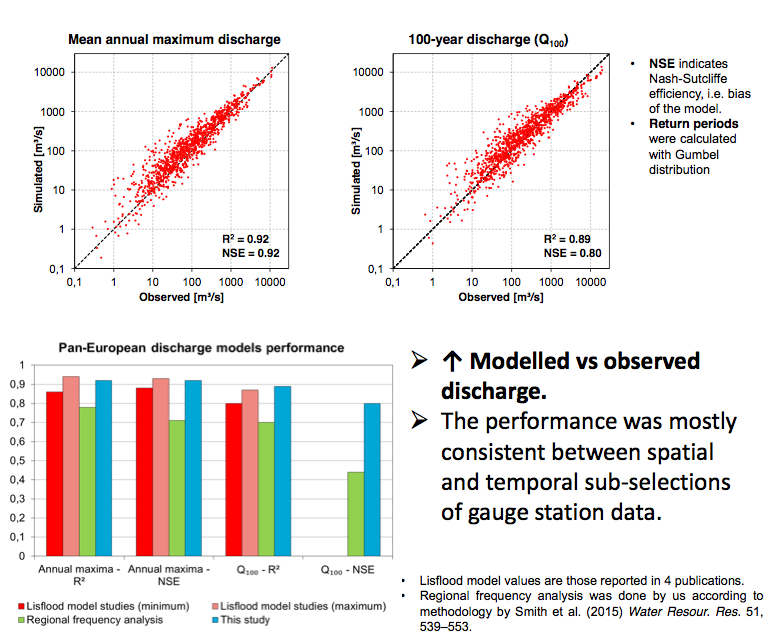 Mean annual maximum discharge
10000
1000
100
10
1
0,1
Simulated [m³/s]
R² = 0.92
NSE = 0.92
0,1 1 10 100 1000 10000
Observed [m³/s]
100-year discharge (Q₁₀₀)
10000
1000
100
10
1
0,1
Simulated [m³/s]
R² = 0.89
NSE = 0.80
0,1 1 10 100 1000 10000
Observed [m³/s]
• NSE indicates
Nash-Sutcliffe
efficiency, i.e. bias
of the model.
• Return periods
were calculated
with Gumbel
distribution
Pan-European discharge models performance
1
0,9
0,8
0,7
0,6
0,5
0,4
0,3
0,2
0,1
0
Annual maxima - Annual maxima - Q₁₀₀ - R² Q₁₀₀ - NSE
R² NSE
Lisflood model studies (minimum) Lisflood model studies (maximum)
Regional frequency analysis This study
➢ ↑ Modelled vs observed
discharge.
➢ The performance was mostly
consistent between spatial
and temporal sub-selections
of gauge station data.
• Lisflood model values are those reported in 4 publications.
• Regional frequency analysis was done by us according to
methodology by Smith et al. (2015) Water Resour. Res. 51,
539–553.